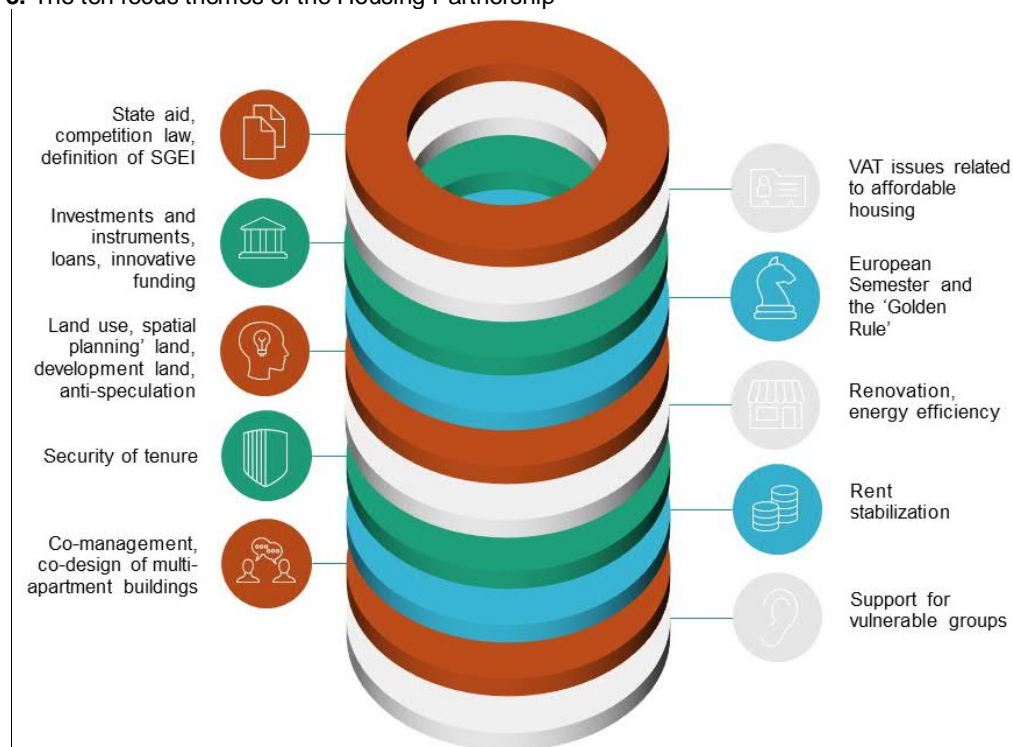 The ten focus themes of the Housing Partnership
State aid,
competition law,
definition of SGEI
VAT issues related
to affordable
housing
Investments and
instruments,
loans, innovative
funding
European
Semester and
the ‘Golden
Rule’
Land use, spatial
planning’ land,
development land,
anti-speculation
Renovation,
energy efficiency
Security of tenure
Rent
stabilization
Co-management,
co-design of multi-
apartment buildings
Support for
vulnerable groups